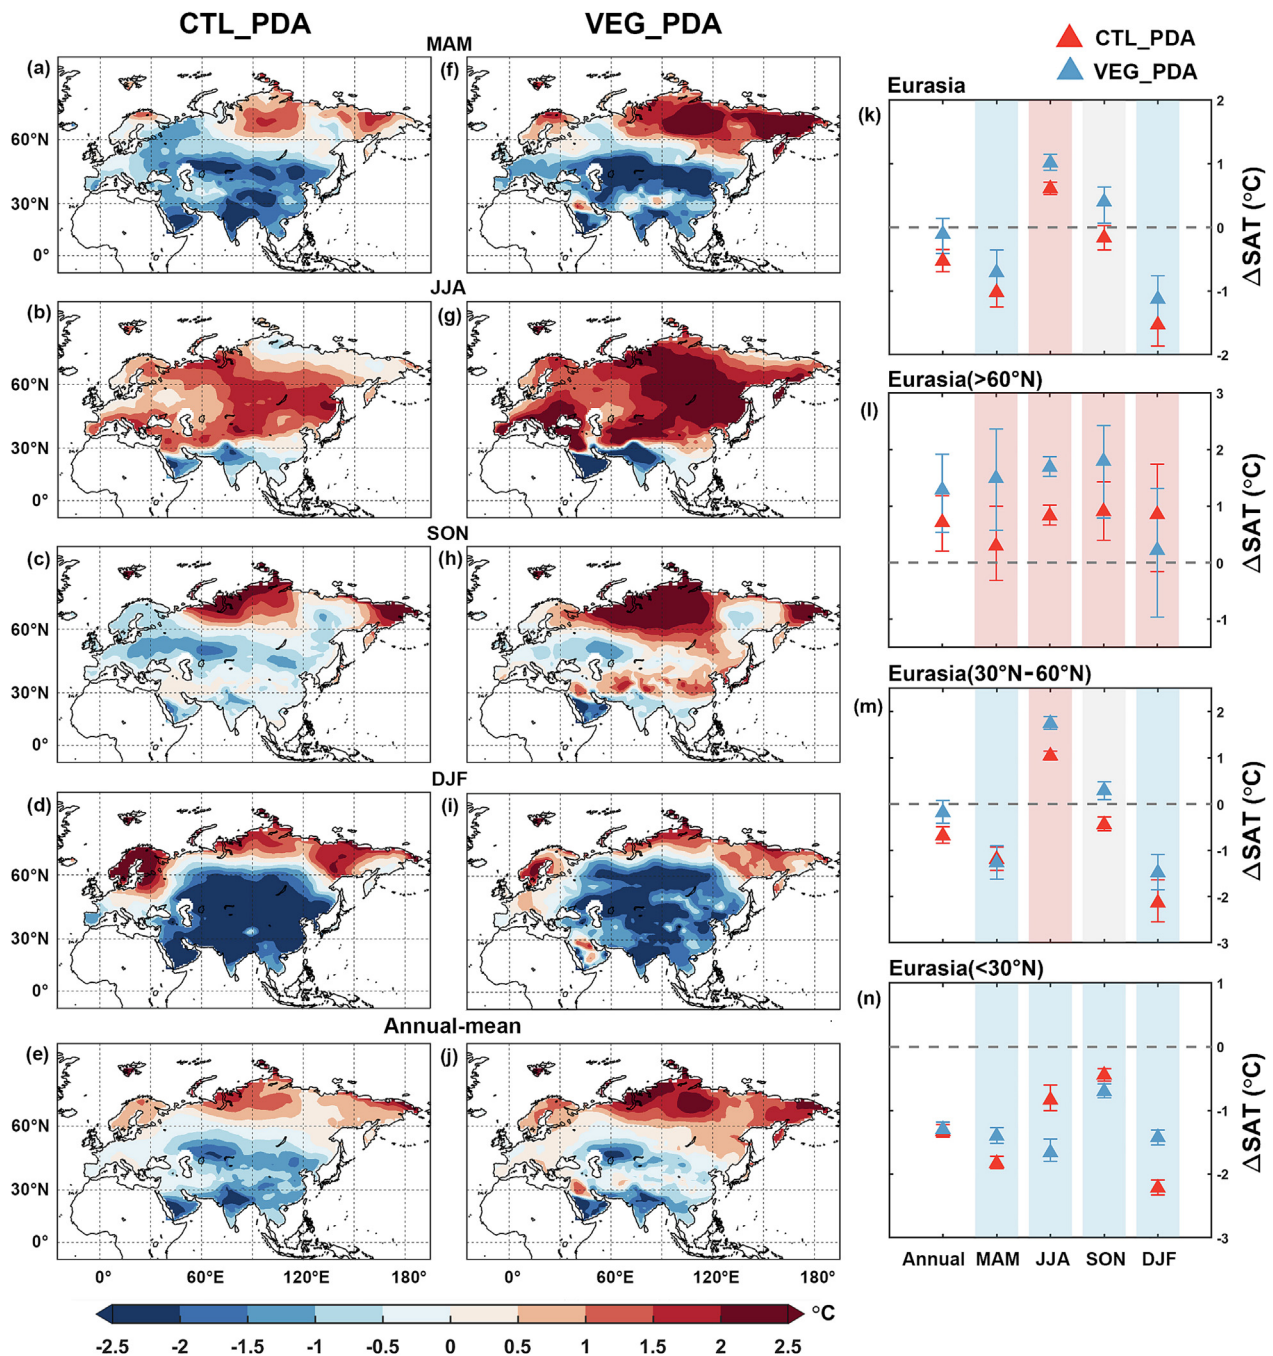 CTL_PDA
VEG_PDA
CTL_PDA
VEG_PDA
MAM
(a)
60°N
30°N
0°
(f)
JJA
(b)
60°N
30°N
0°
(g)
SON
(c)
60°N
30°N
0°
(h)
DJF
(d)
60°N
30°N
0°
(i)
Annual-mean
(e)
60°N
30°N
0°
(j)
0° 60°E 120°E 180°
0° 60°E 120°E 180°
-2.5 -2 -1.5 -1 -0.5 0 0.5 1 1.5 2 2.5
°C
Eurasia
(k)
2
1
0
-1
-2
△SAT (°C)
Eurasia(>60°N)
(l)
3
2
1
0
-1
△SAT (°C)
Eurasia(30°N-60°N)
(m)
2
1
0
-1
-2
-3
△SAT (°C)
Eurasia(<30°N)
(n)
1
0
-1
-2
-3
△SAT (°C)
Annual MAM JJA SON DJF